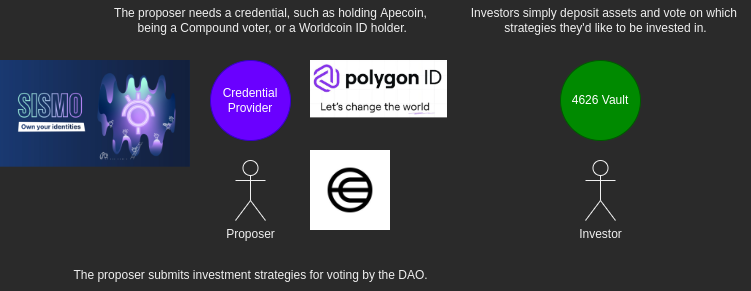 The proposer needs a credential, such as holding Apecoin,
being a Compound voter, or a Worldcoin ID holder.
Investors simply deposit assets and vote on which
strategies they'd like to be invested in.
SISMO
Own your identities
Credential
Provider
polygon ID
Let's change the world
4626 Vault
Proposer
Investor
The proposer submits investment strategies for voting by the DAO.